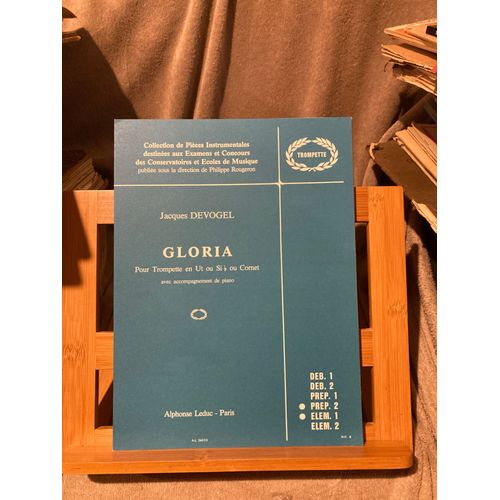 Collection de Pièces Instrumentales
destinées aux Examens et Concours
des Conservatoires et Ecoles de Musique
publiée sous la direction de Philippe Rougeron
TROMPETTE
Jacques DEVOGEL
GLORIA
Pour Trompette en Ut ou Si♭ ou Cornet
avec accompagnement de piano
DEB. 1
DEB. 2
PREP. 1
PREP. 2
ELEM. 1
ELEM. 2
Alphonse Leduc - Paris